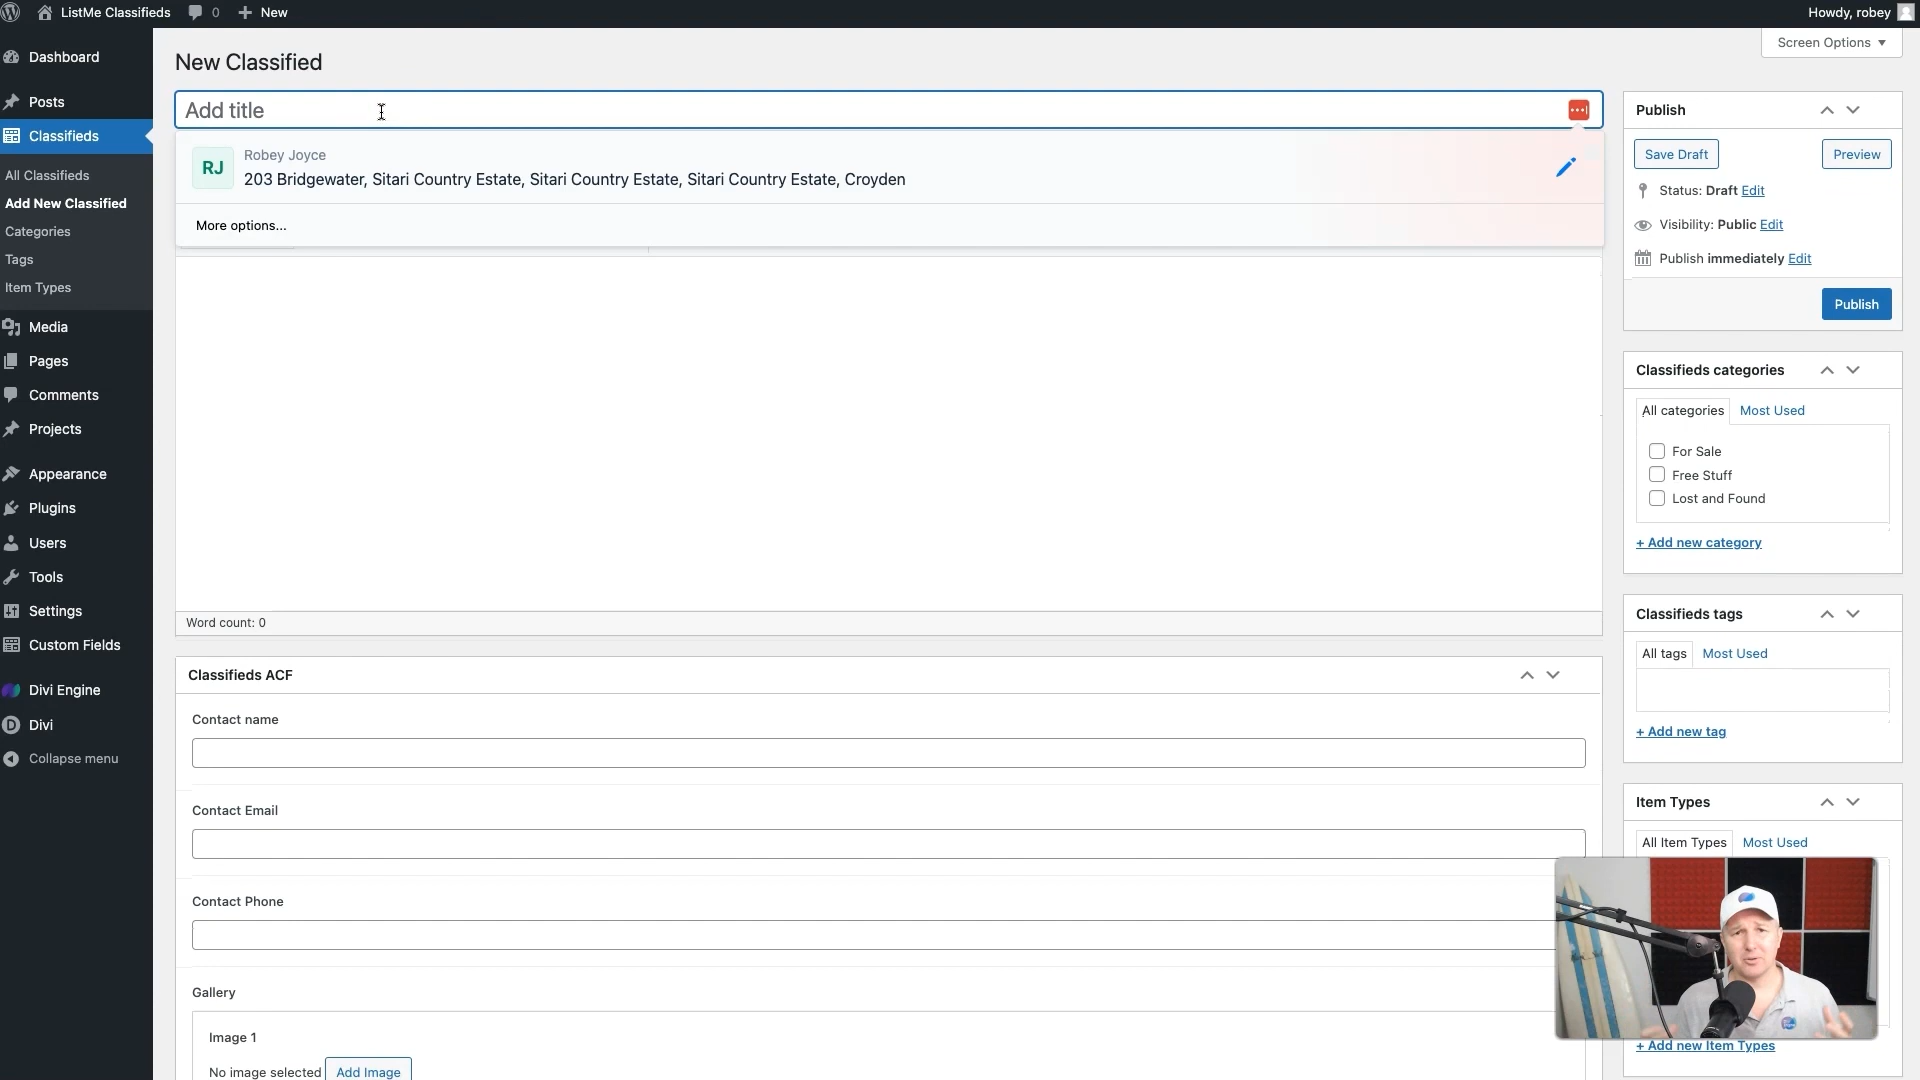 ListMe Classifieds
0
New
Howdy, robey
Screen Options
Dashboard
Posts
Classifieds
All Classifieds
Add New Classified
Categories
Tags
Item Types
Media
Pages
Comments
Projects
Appearance
Plugins
Users
Tools
Settings
Custom Fields
Divi Engine
Divi
Collapse menu
New Classified
Add title
RJ
Robey Joyce
203 Bridgewater, Sitari Country Estate, Sitari Country Estate, Sitari Country Estate, Croyden
More options...
Word count: 0
Classifieds ACF
Contact name
Contact Email
Contact Phone
Gallery
Image 1
No image selected Add Image
Publish
Save Draft
Preview
Status: Draft Edit
Visibility: Public Edit
Publish immediately Edit
Publish
Classifieds categories
All categories
Most Used
For Sale
Free Stuff
Lost and Found
+ Add new category
Classifieds tags
All tags
Most Used
+ Add new tag
Item Types
All Item Types
Most Used
+ Add new Item Types